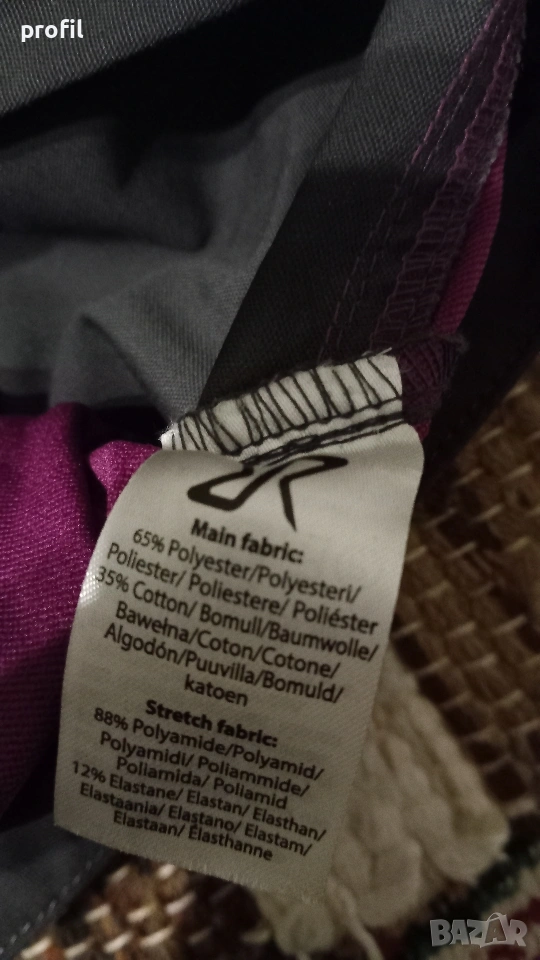 profil
Main fabric:
65% Polyester/Polyesteri/
Poliester/ Poliestere/ Poliéster
35% Cotton/ Bomull/Baumwolle/
Bawełna/Coton/Cotone/
Algodón/Puuvilla/Bomuld/
katoen
Stretch fabric:
88% Polyamide/Polyamid/
Polyamidi/ Poliammide/
Poliamida/ Poliamid
12% Elastane/ Elastan/ Elasthan/
Elastaania/ Elastano/ Elastam/
Elastaan/ Élasthanne
BAZAR